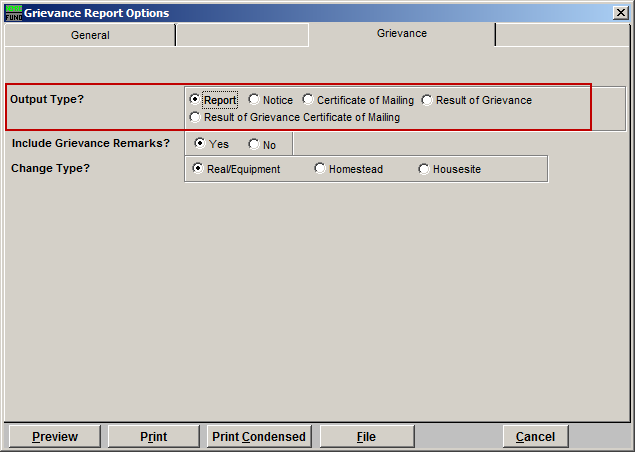 Grievance Report Options
General
Grievance
Output Type?
Report Notice Certificate of Mailing Result of Grievance
Result of Grievance Certificate of Mailing
Include Grievance Remarks? Yes No
Change Type? Real/Equipment Homestead Housesite
Preview Print Print Condensed File Cancel